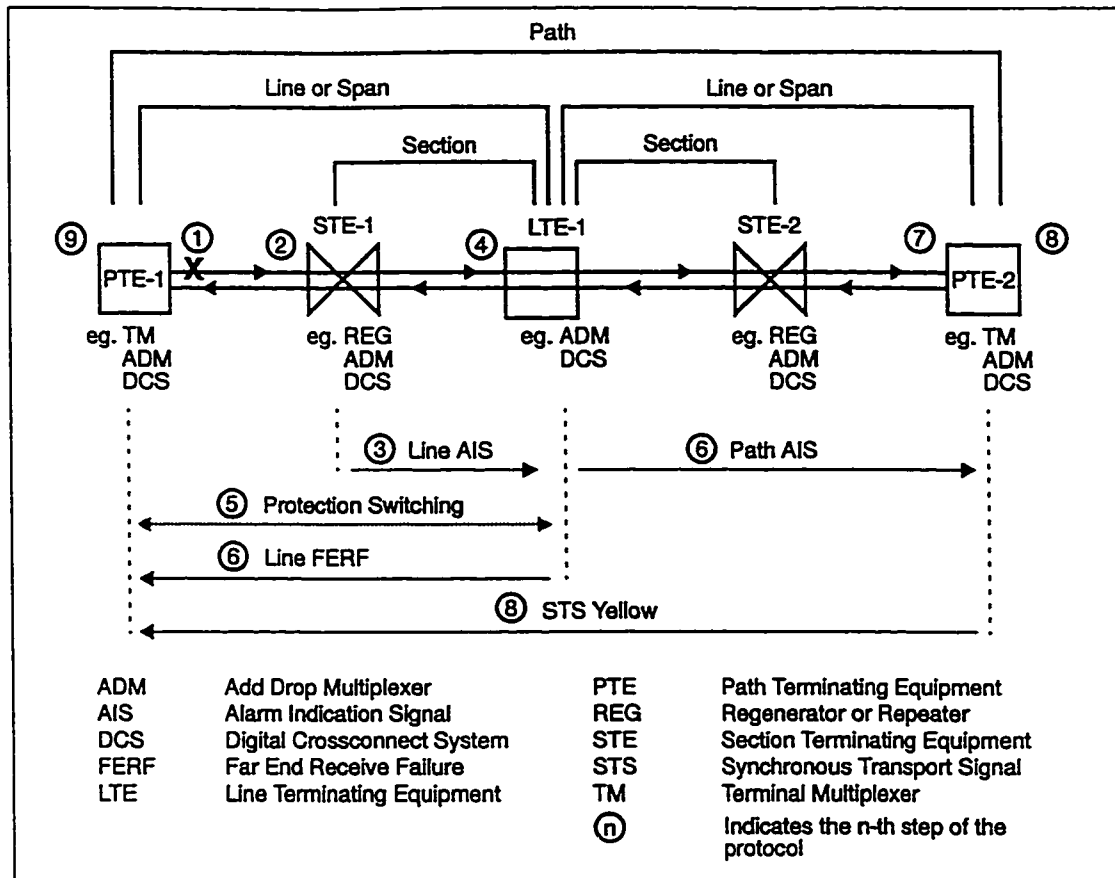 Path
Line or Span Line or Span
Section Section
STE-1 LTE-1 STE-2
⑨ ① ② ④ ⑦ ⑧
X
PTE-1 PTE-2
eg. TM eg. REG eg. ADM eg. REG eg. TM
ADM ADM DCS ADM ADM
DCS DCS DCS DCS
③ Line AIS ⑥ Path AIS
⑤ Protection Switching
⑥ Line FERF
⑧ STS Yellow
ADM Add Drop Multiplexer PTE Path Terminating Equipment
AIS Alarm Indication Signal REG Regenerator or Repeater
DCS Digital Crossconnect System STE Section Terminating Equipment
FERF Far End Receive Failure STS Synchronous Transport Signal
LTE Line Terminating Equipment TM Terminal Multiplexer
ⓝ Indicates the n-th step of the
protocol